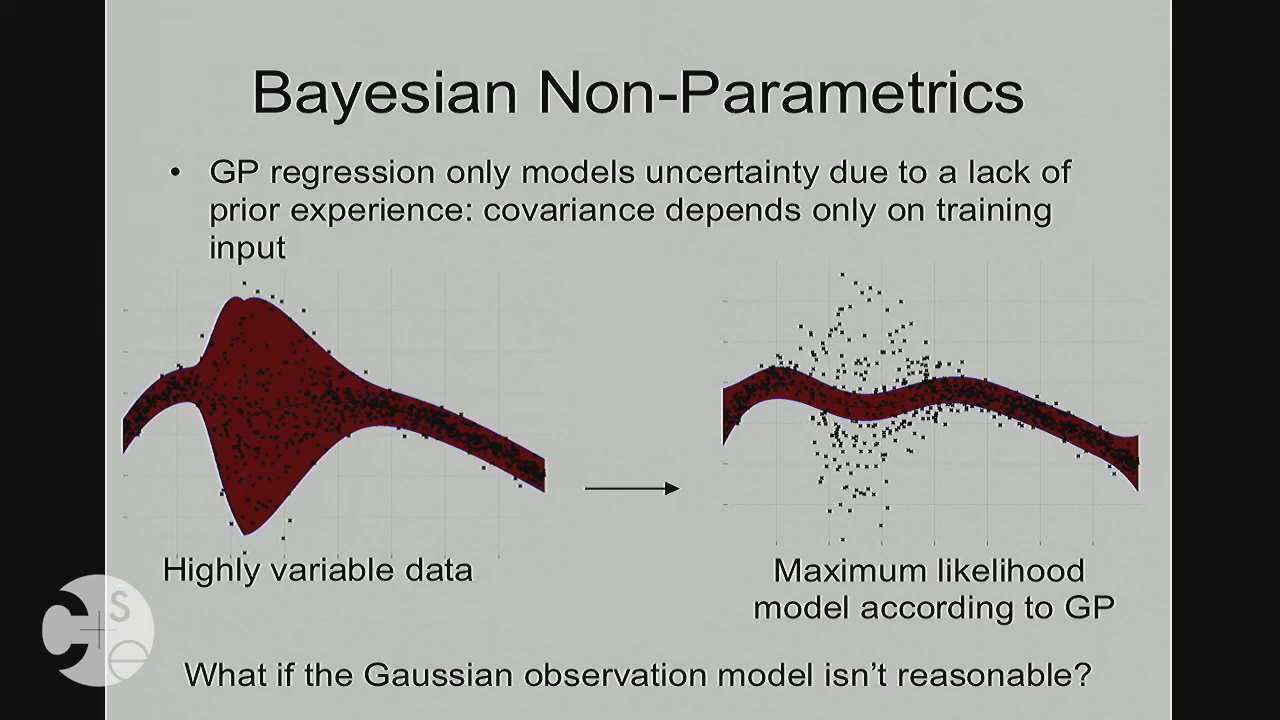 Bayesian Non-Parametrics
• GP regression only models uncertainty due to a lack of
prior experience: covariance depends only on training
input
Highly variable data
Maximum likelihood
model according to GP
What if the Gaussian observation model isn't reasonable?
C S e